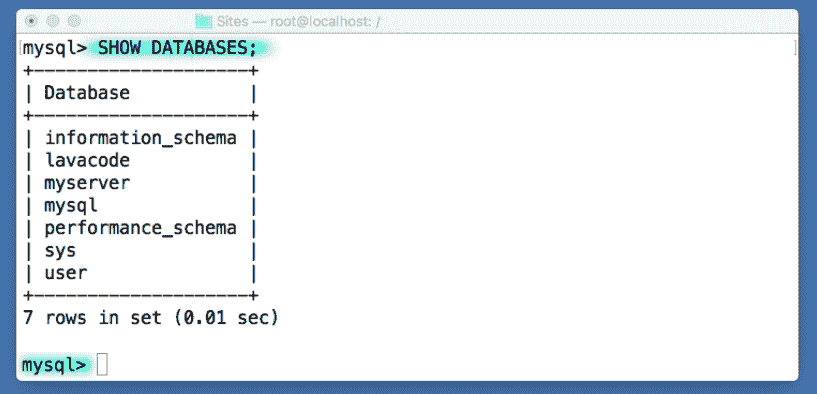 Sites — root@localhost: /
mysql> SHOW DATABASES;
+--------------------+
| Database           |
+--------------------+
| information_schema |
| lavacode           |
| myserver           |
| mysql              |
| performance_schema |
| sys                |
| user               |
+--------------------+
7 rows in set (0.01 sec)
mysql>